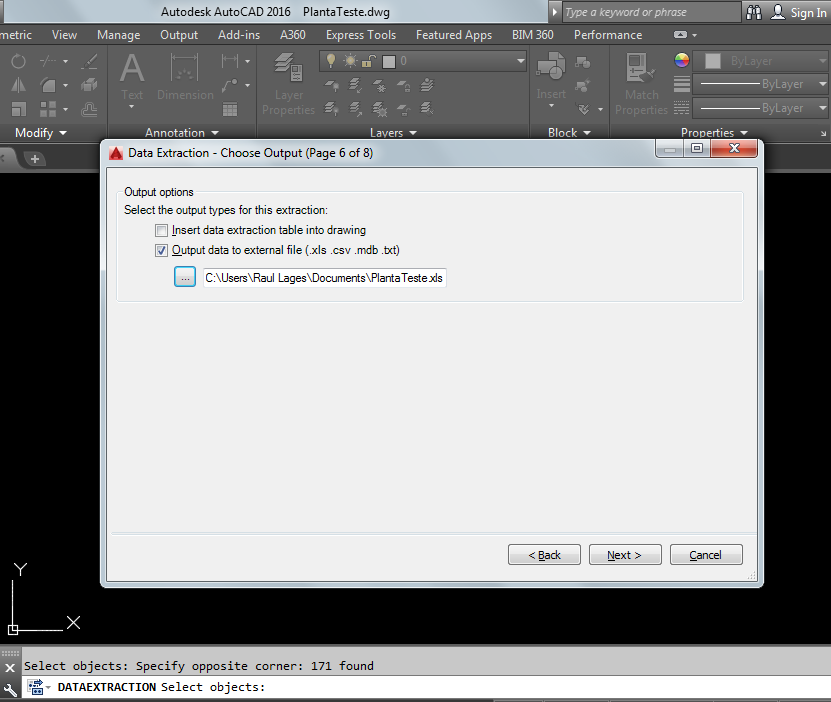 Autodesk AutoCAD 2016 PlantaTeste.dwg
Type a keyword or phrase
Sign In
metric View Manage Output Add-ins A360 Express Tools Featured Apps BIM 360 Performance
Text
Dimension
Layer
Properties
0
Insert
Match
Properties
ByLayer
ByLayer
ByLayer
Modify
Annotation
Layers
Block
Properties
Data Extraction - Choose Output (Page 6 of 8)
Output options
Select the output types for this extraction:
Insert data extraction table into drawing
Output data to external file (.xls .csv .mdb .txt)
... C:\Users\Raul Lages\Documents\PlantaTeste.xls
< Back
Next >
Cancel
Y
X
Select objects: Specify opposite corner: 171 found
DATAEXTRACTION Select objects: